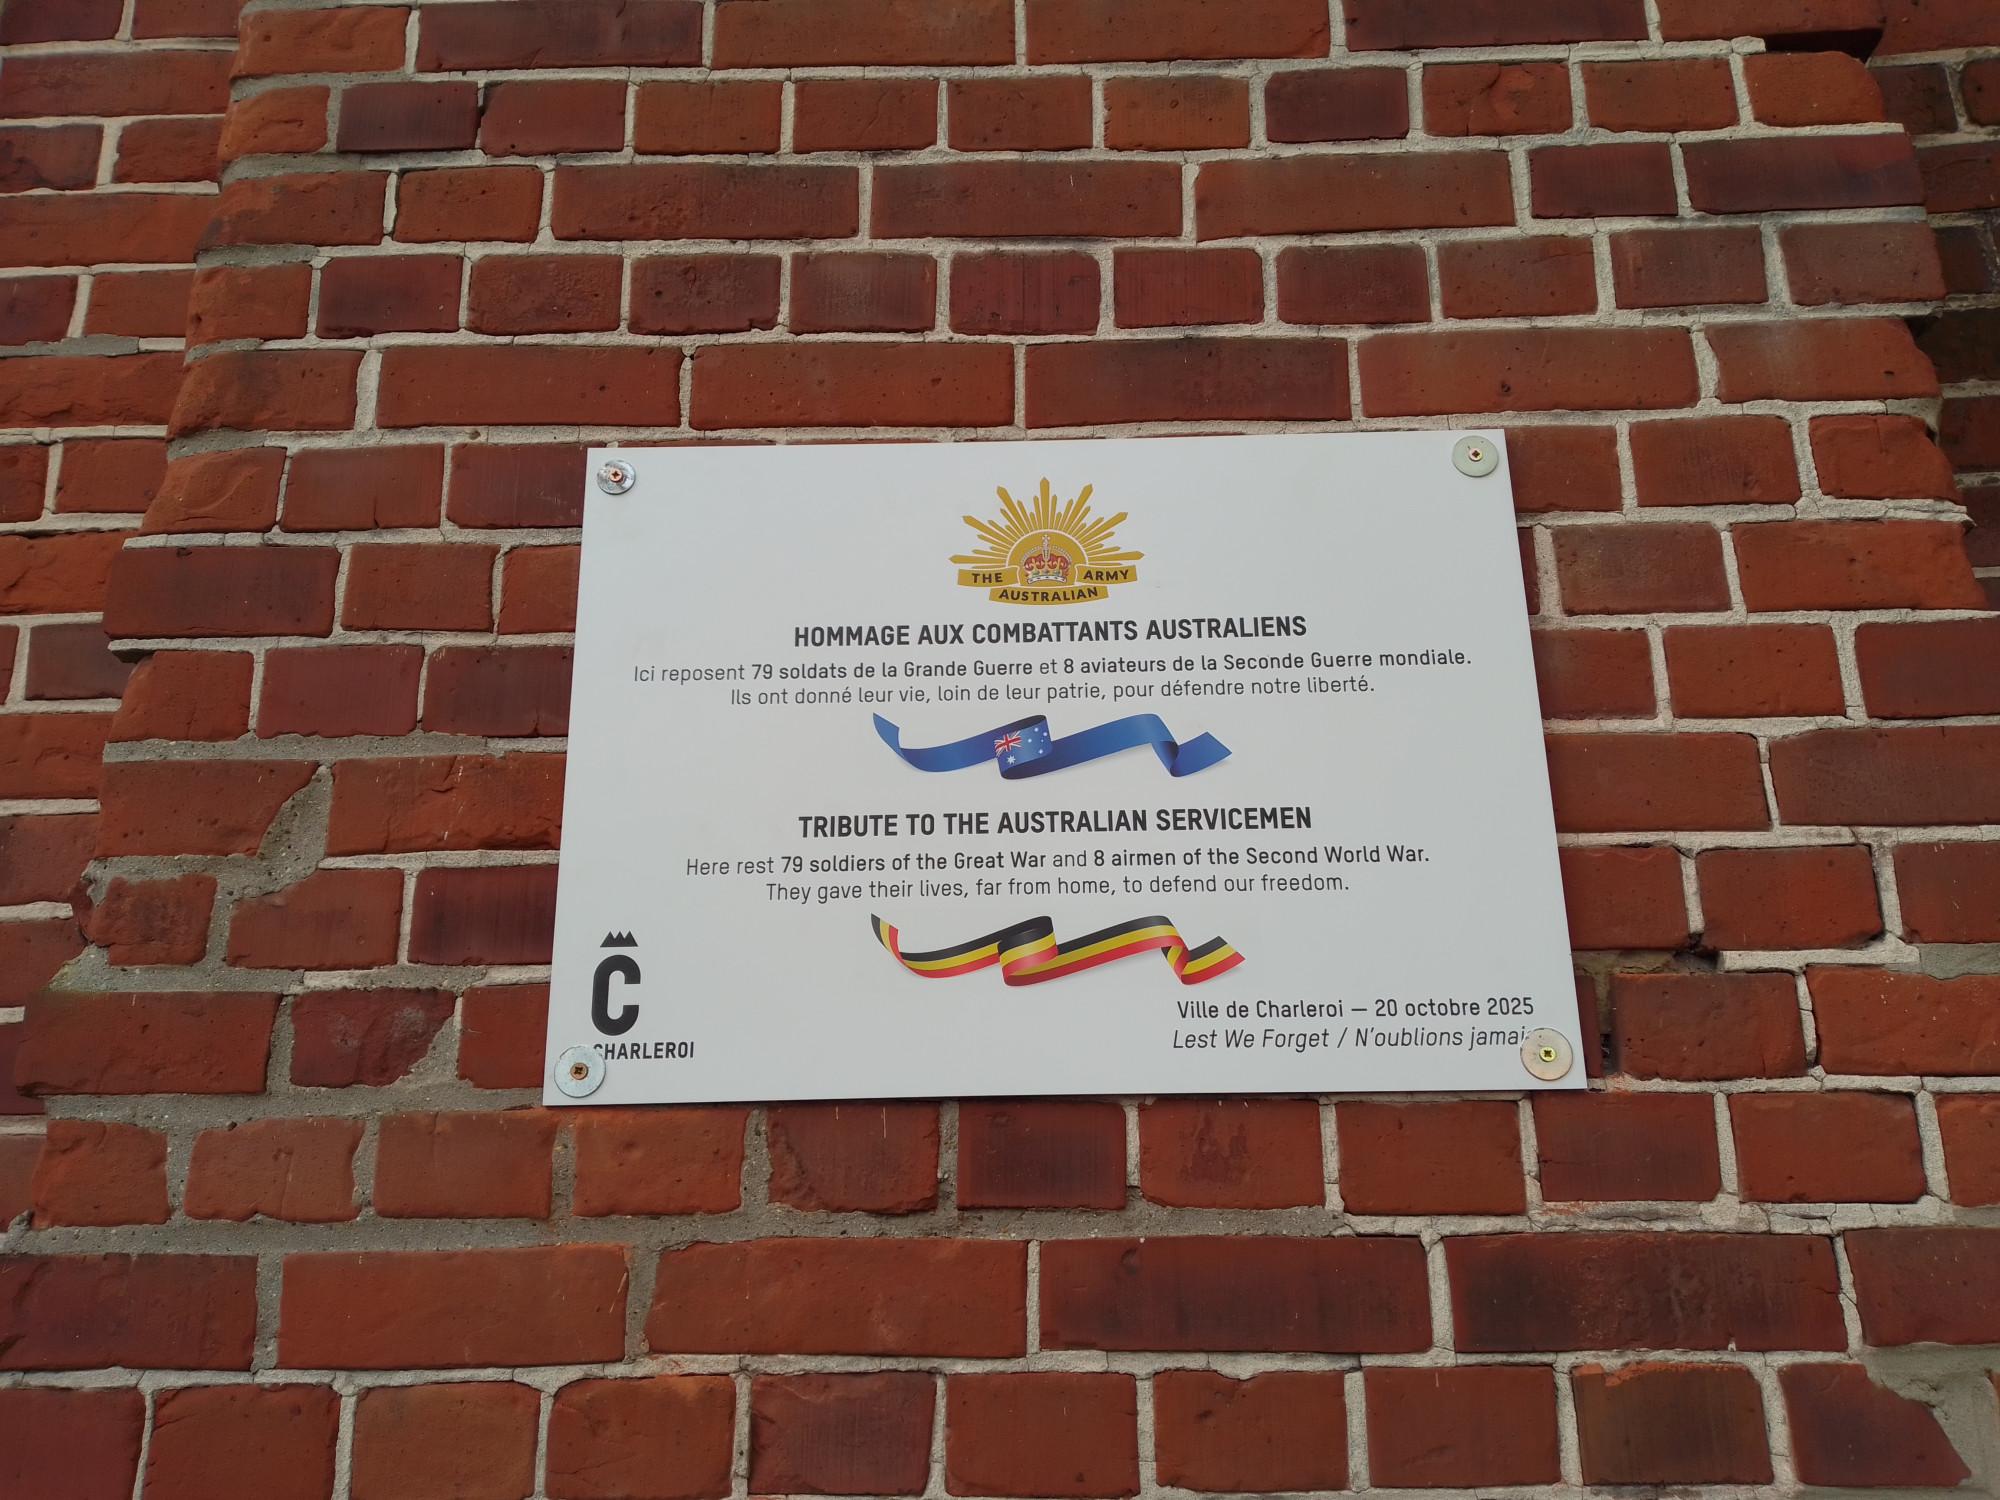 THE ARMY
AUSTRALIAN
HOMMAGE AUX COMBATTANTS AUSTRALIENS
Ici reposent 79 soldats de la Grande Guerre et 8 aviateurs de la Seconde Guerre mondiale.
Ils ont donné leur vie, loin de leur patrie, pour défendre notre liberté.
TRIBUTE TO THE AUSTRALIAN SERVICEMEN
Here rest 79 soldiers of the Great War and 8 airmen of the Second World War.
They gave their lives, far from home, to defend our freedom.
C
CHARLEROI
Ville de Charleroi — 20 octobre 2025
Lest We Forget / N'oublions jamais